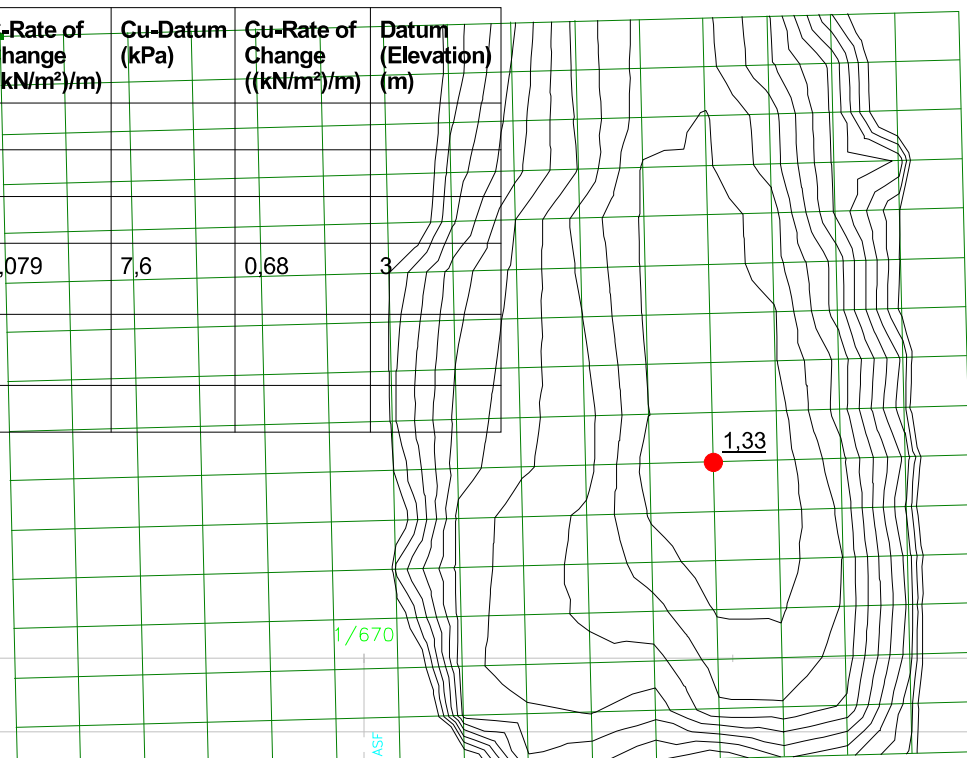 -Rate of Cu-Datum Cu-Rate of Datum
hange (kPa) Change (Elevation)
kN/m²)/m) ((kN/m²)/m) (m)
,079 7,6 0,68 3
1,33
1/670
ASF